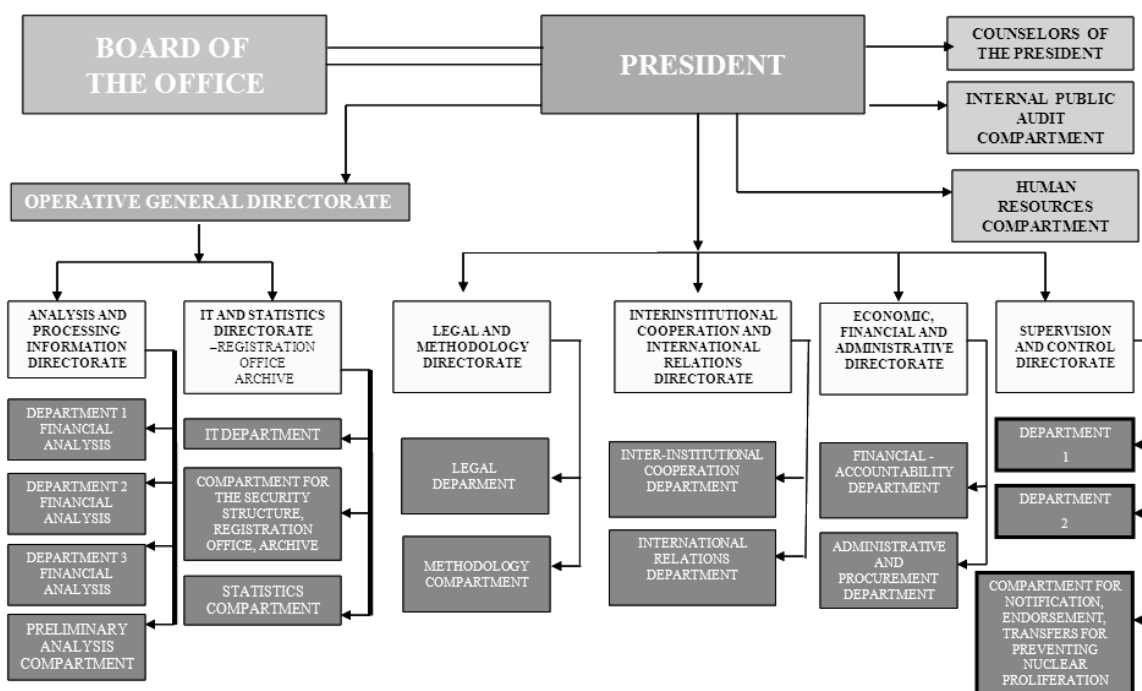 BOARD OF
THE OFFICE
PRESIDENT
COUNSELORS OF
THE PRESIDENT
INTERNAL PUBLIC
AUDIT
COMPARTMENT
HUMAN
RESOURCES
COMPARTMENT
OPERATIVE GENERAL DIRECTORATE
ANALYSIS AND
PROCESSING
INFORMATION
DIRECTORATE
IT AND STATISTICS
DIRECTORATE
–REGISTRATION
OFFICE
ARCHIVE
LEGAL AND
METHODOLOGY
DIRECTORATE
INTERINSTITUTIONAL
COOPERATION AND
INTERNATIONAL
RELATIONS
DIRECTORATE
ECONOMIC,
FINANCIAL AND
ADMINISTRATIVE
DIRECTORATE
SUPERVISION
AND CONTROL
DIRECTORATE
DEPARTMENT 1
FINANCIAL
ANALYSIS
DEPARTMENT 2
FINANCIAL
ANALYSIS
DEPARTMENT 3
FINANCIAL
ANALYSIS
PRELIMINARY
ANALYSIS
COMPARTMENT
IT DEPARTMENT
COMPARTMENT FOR
THE SECURITY
STRUCTURE,
REGISTRATION
OFFICE, ARCHIVE
STATISTICS
COMPARTMENT
LEGAL
DEPARMENT
METHODOLOGY
COMPARTMENT
INTER-INSTITUTIONAL
COOPERATION
DEPARTMENT
INTERNATIONAL
RELATIONS
DEPARTMENT
FINANCIAL -
ACCOUNTABILITY
DEPARTMENT
ADMINISTRATIVE
AND
PROCUREMENT
DEPARTMENT
DEPARTMENT
1
DEPARTMENT
2
COMPARTMENT FOR
NOTIFICATION,
ENDORSEMENT,
TRANSFERS FOR
PREVENTING
NUCLEAR
PROLIFERATION